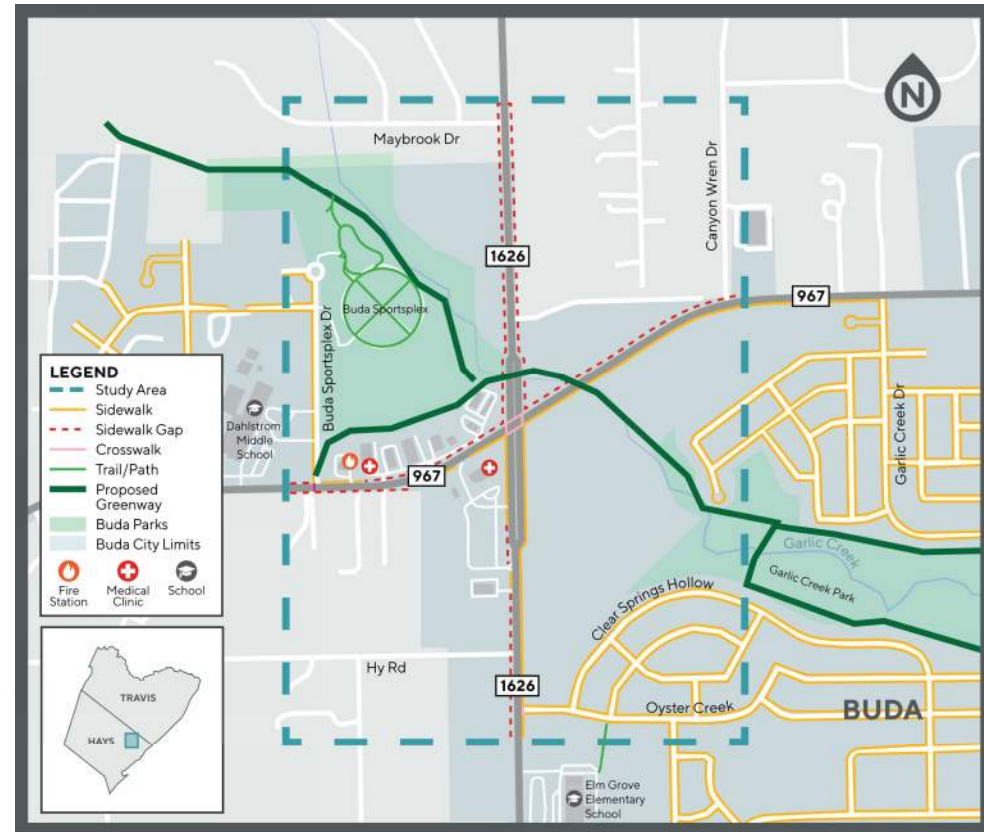 N
Maybrook Dr
Canyon Wren Dr
1626
967
Buda Sportsplex
Buda Sportsplex Dr
Garlic Creek Dr
LEGEND
Study Area
Sidewalk
Sidewalk Gap
Crosswalk
Trail/Path
Proposed
Greenway
Buda Parks
Buda City Limits
Fire
Station
Medical
Clinic
School
Dahlstrom
Middle
School
967
Garlic Creek
Garlic Creek Park
Clear Springs Hollow
Hy Rd
1626
Oyster Creek
BUDA
TRAVIS
HAYS
Elm Grove
Elementary
School